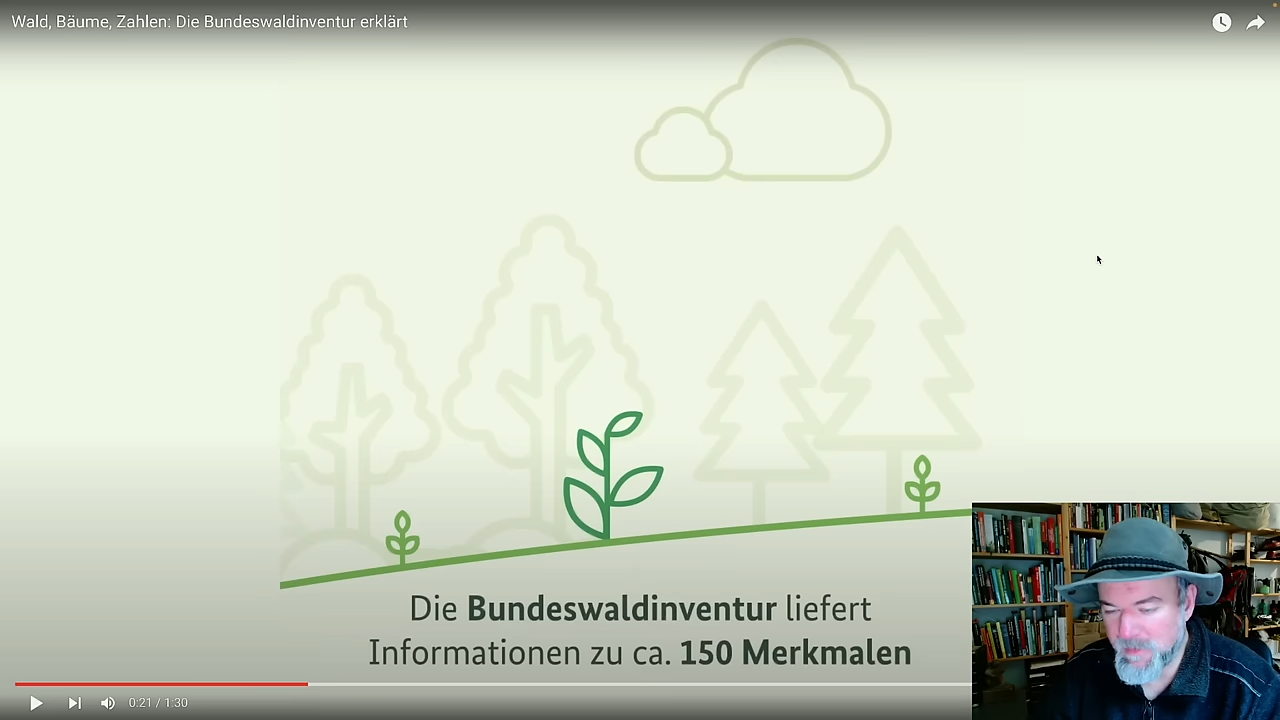 Wald, Bäume, Zahlen: Die Bundeswaldinventur erklärt
Die Bundeswaldinventur liefert
Informationen zu ca. 150 Merkmalen
0:21 / 1:30